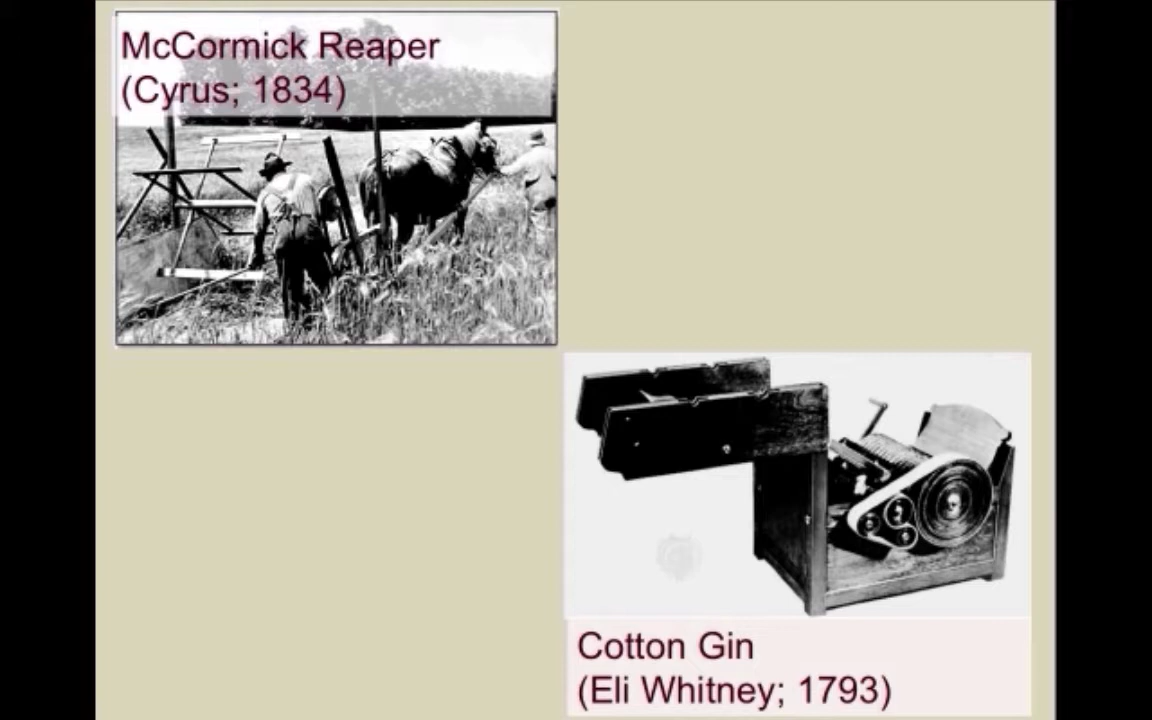 McCormick Reaper
(Cyrus; 1834)
Cotton Gin
(Eli Whitney; 1793)